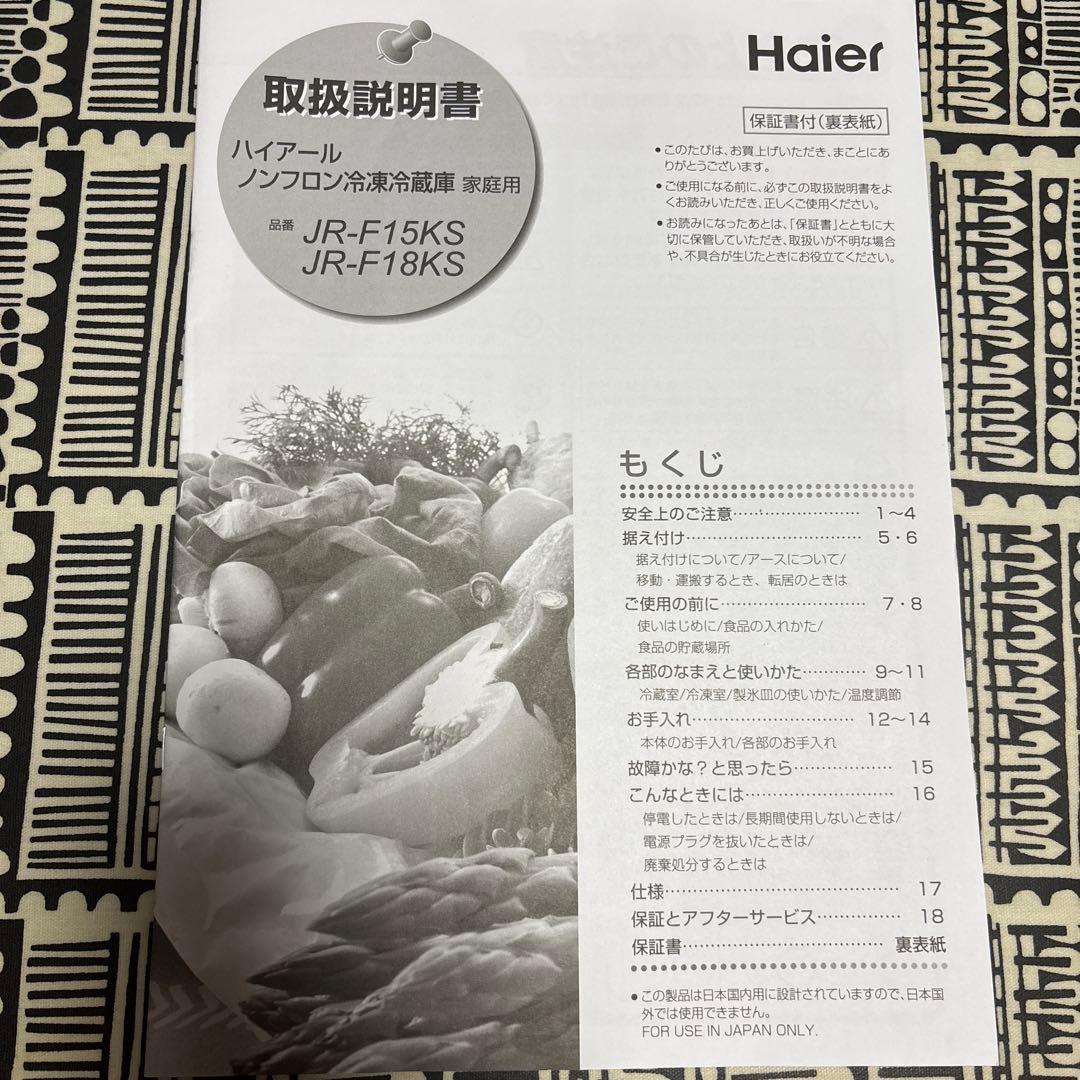 取扱説明書
ハイアール
ノンフロン冷凍冷蔵庫 家庭用
品番 JR-F15KS
JR-F18KS
Haier
保証書付(裏表紙)
●このたびは、お買上げいただき、まことにあ
りがとうございます。
●ご使用になる前に、必ずこの取扱説明書をよ
くお読みいただき、正しくご使用ください。
●お読みになったあとは、「保証書」とともに大
切に保管していただき、取扱いが不明な場合
や、不具合が生じたときにお役立てください。
もくじ
安全上のご注意…………………… 1〜4
据え付け…………………………… 5・6
据え付けについて/アースについて/
移動・運搬するとき、転居のときは
ご使用の前に……………………… 7・8
使いはじめに/食品の入れかた/
食品の貯蔵場所
各部のなまえと使いかた………… 9〜11
冷蔵室/冷凍室/製氷皿の使いかた/温度調節
お手入れ………………………… 12〜14
本体のお手入れ/各部のお手入れ
故障かな？と思ったら……………… 15
こんなときには……………………… 16
停電したときは/長期間使用しないときは/
電源プラグを抜いたときは/
廃棄処分するときは
仕様…………………………………… 17
保証とアフターサービス…………… 18
保証書……………………………… 裏表紙
●この製品は日本国内用に設計されていますので、日本国
外では使用できません。
FOR USE IN JAPAN ONLY.